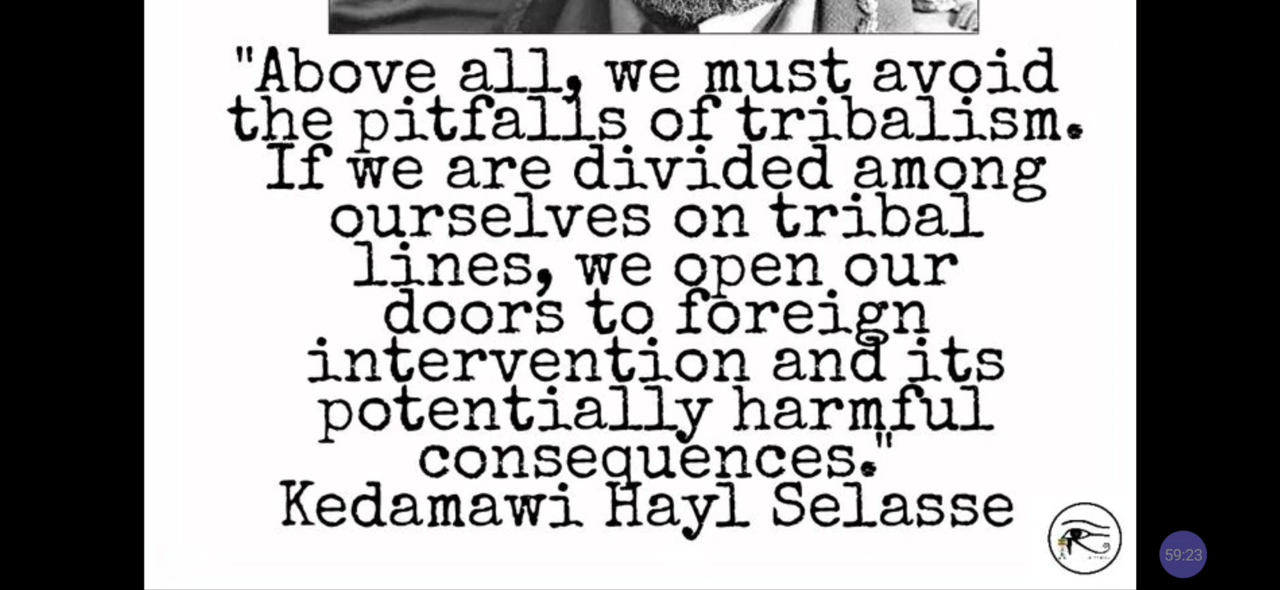 "Above all, we must avoid
the pitfalls of tribalism.
If we are divided among
ourselves on tribal
lines, we open our
doors to foreign
intervention and its
potentially harmful
consequences."
Kedamawi Hayl Selasse
59:23